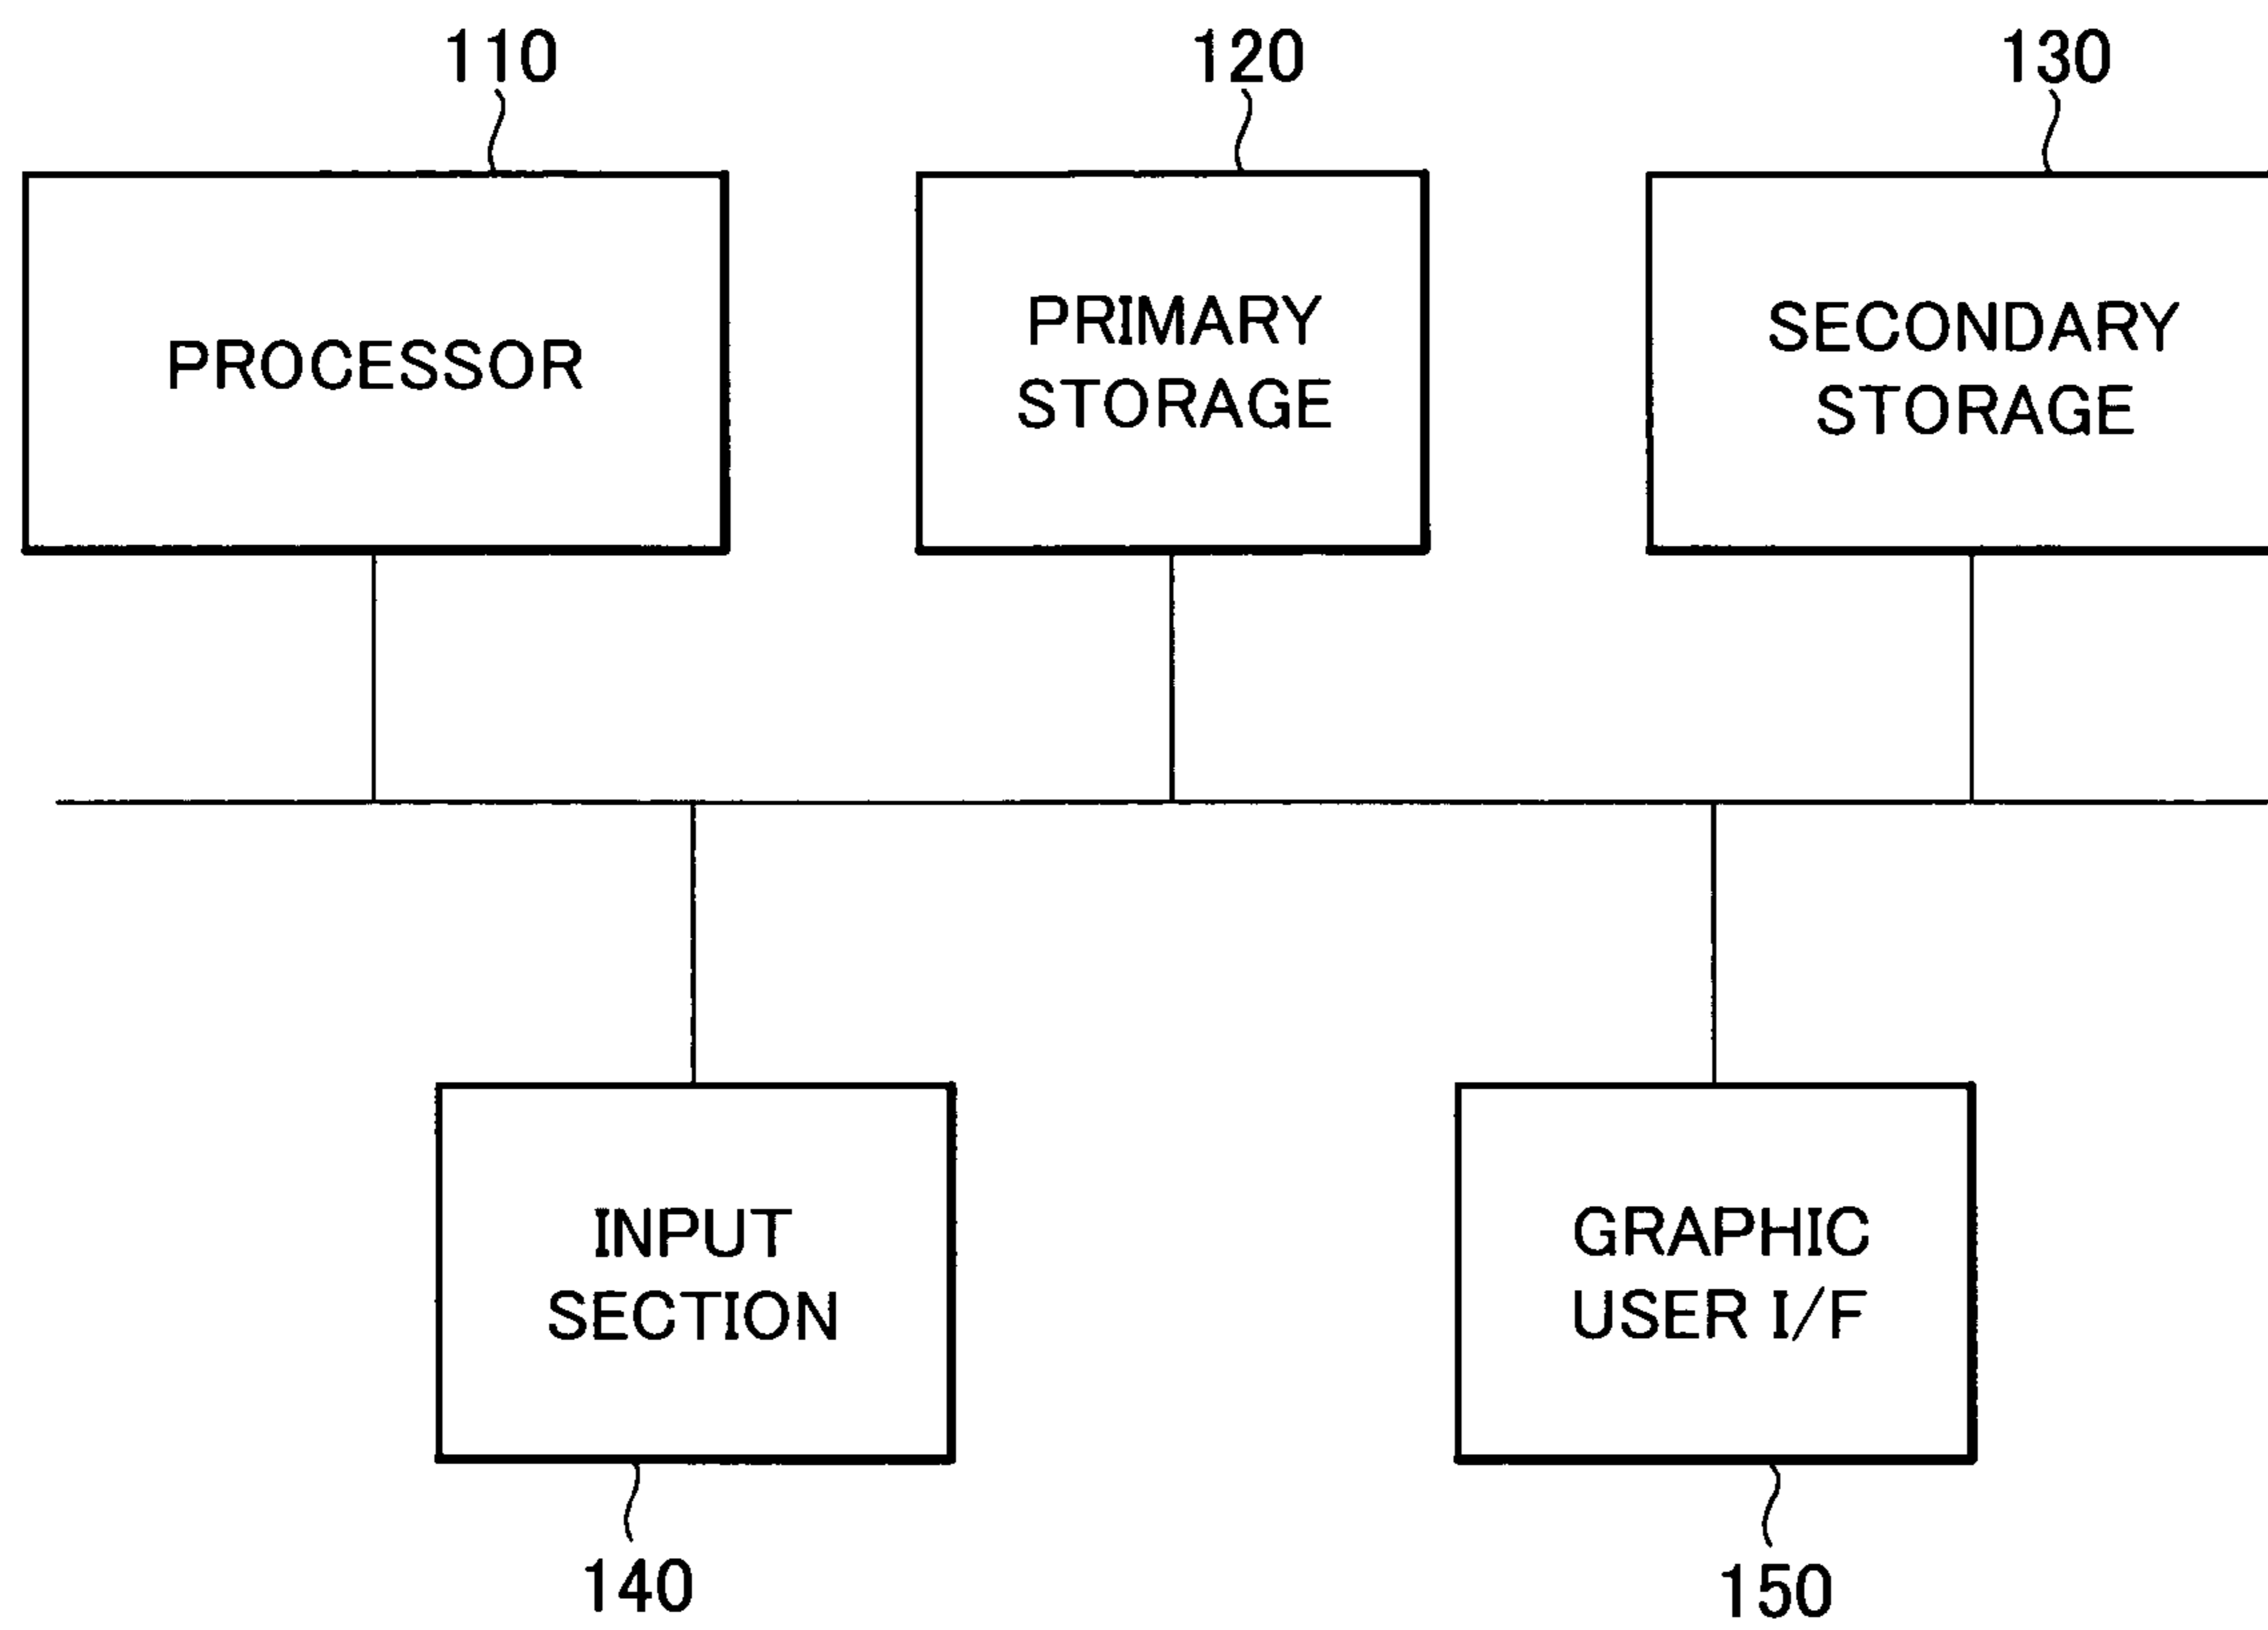 110
120
130
PROCESSOR
PRIMARY
STORAGE
SECONDARY
STORAGE
INPUT
SECTION
GRAPHIC
USER I/F
140
150